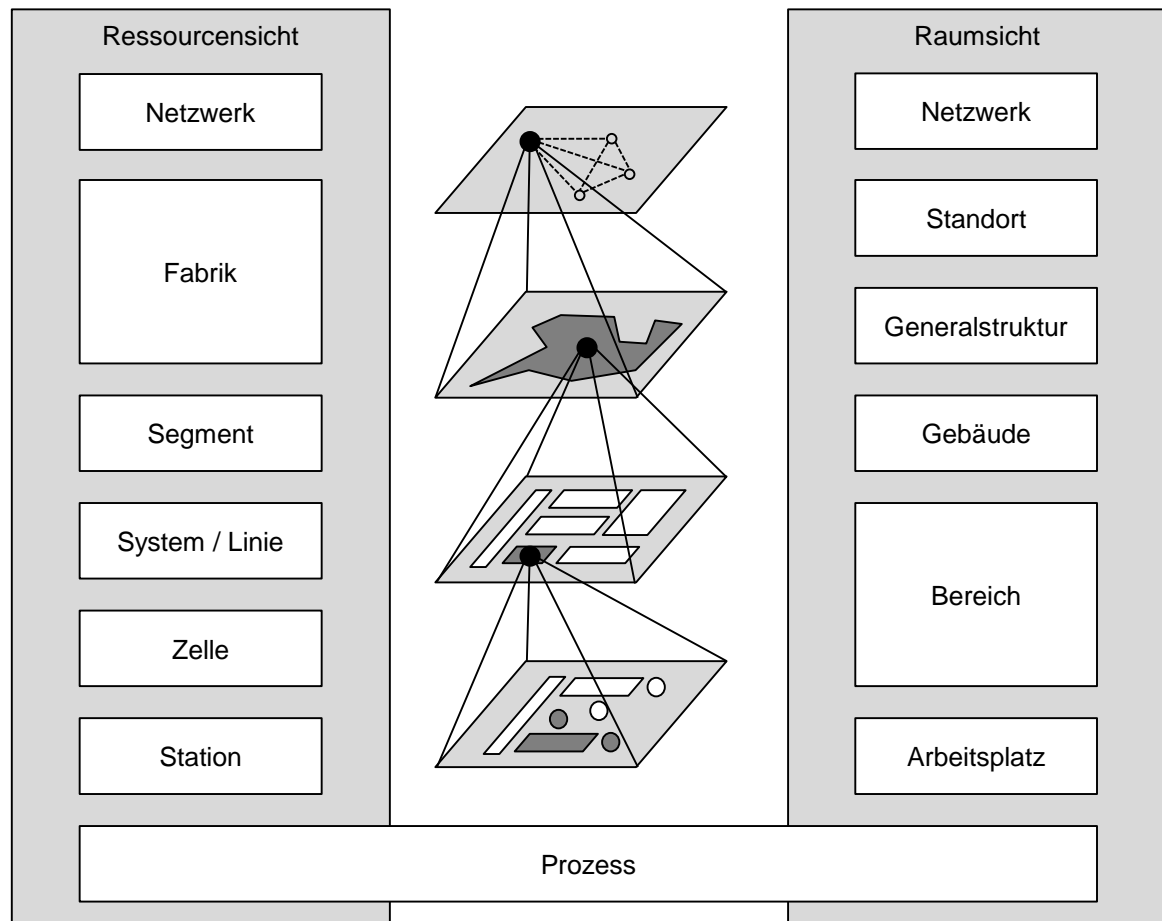 Ressourcensicht
Netzwerk
Fabrik
Segment
System / Linie
Zelle
Station
Raumsicht
Netzwerk
Standort
Generalstruktur
Gebäude
Bereich
Arbeitsplatz
Prozess